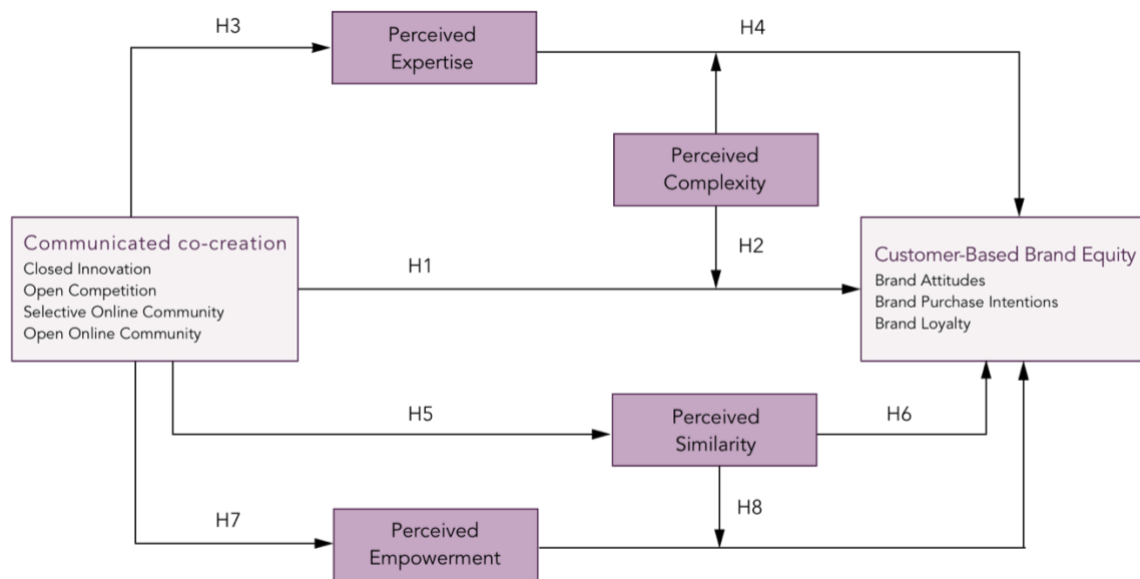 H3
Perceived
Expertise
H4
Perceived
Complexity
Communicated co-creation
Closed Innovation
Open Competition
Selective Online Community
Open Online Community
H1
H2
Customer-Based Brand Equity
Brand Attitudes
Brand Purchase Intentions
Brand Loyalty
H5
Perceived
Similarity
H6
H7
Perceived
Empowerment
H8